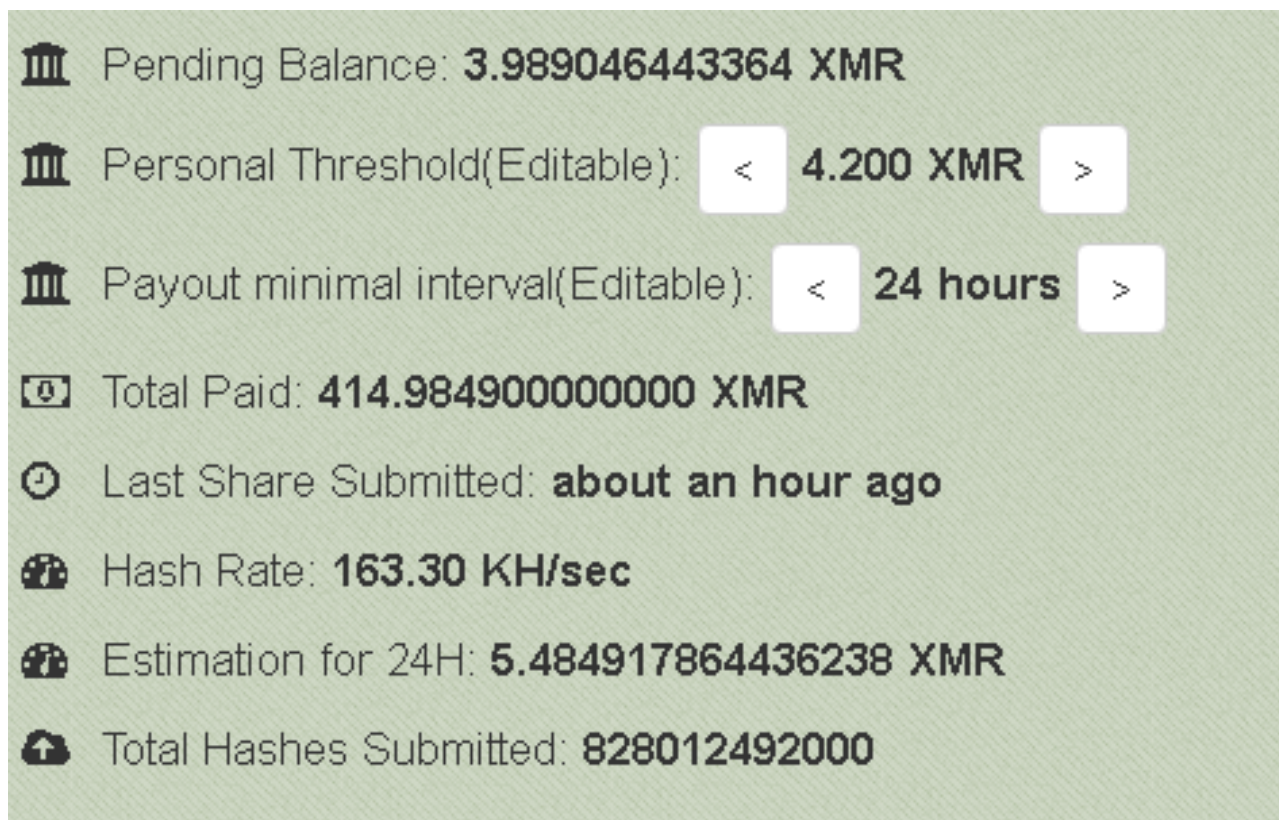 Pending Balance: 3.989046443364 XMR
Personal Threshold(Editable): < 4.200 XMR >
Payout minimal interval(Editable): < 24 hours >
Total Paid: 414.984900000000 XMR
Last Share Submitted: about an hour ago
Hash Rate: 163.30 KH/sec
Estimation for 24H: 5.484917864436238 XMR
Total Hashes Submitted: 828012492000